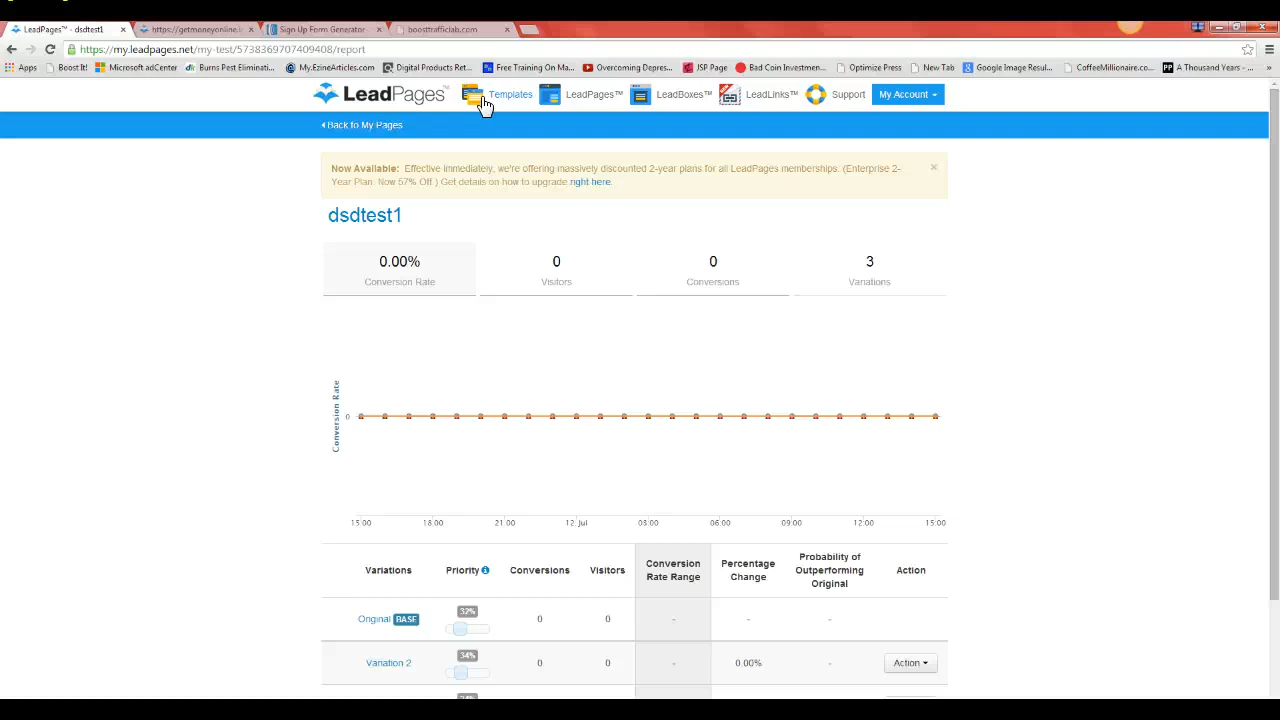 LeadPages™ - dsdtest1
https://getmoneyonline.l
Sign Up Form Generator
boosttrafficlab.com
https://my.leadpages.net/my-test/5738369707409408/report
Apps
Boost It!
Microsoft adCenter
Burns Pest Eliminati...
My.EzineArticles.com
Digital Products Ret...
Free Training On Ma...
Overcoming Depres...
JSP Page
Bad Coin Investmen...
Optimize Press
New Tab
Google Image Resul...
CoffeeMillionaire.co...
A Thousand Years - ...
LeadPages™
Templates
LeadPages™
LeadBoxes™
LeadLinks™
Support
My Account
Back to My Pages
Now Available: Effective immediately, we're offering massively discounted 2-year plans for all LeadPages memberships. (Enterprise 2-
Year Plan: Now 57% Off ) Get details on how to upgrade right here.
×
dsdtest1
0.00%
Conversion Rate
0
Visitors
0
Conversions
3
Variations
Conversion Rate
0
15:00 18:00 21:00 12. Jul 03:00 06:00 09:00 12:00 15:00
Variations
Priority
Conversions
Visitors
Conversion
Rate Range
Percentage
Change
Probability of
Outperforming
Original
Action
Original BASE
32%
0 0 - - -
Variation 2
34%
0 0 - 0.00% -
Action